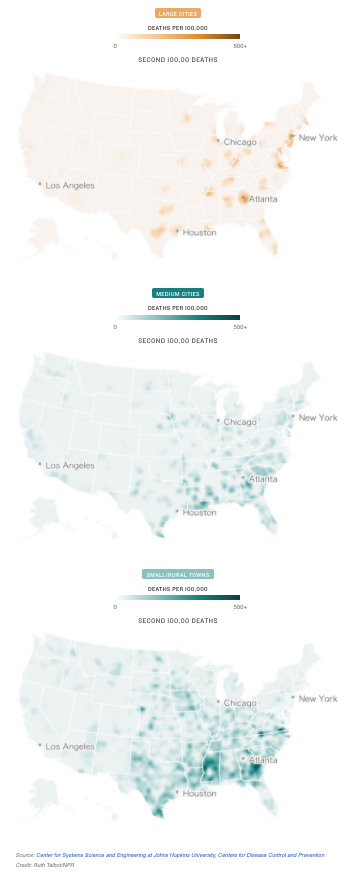 LARGE CITIES
DEATHS PER 100,000
0 500+
SECOND 100,00 DEATHS
Chicago
New York
Los Angeles
Atlanta
Houston
MEDIUM CITIES
DEATHS PER 100,000
0 500+
SECOND 100,00 DEATHS
Chicago
New York
Los Angeles
Atlanta
Houston
SMALL/RURAL TOWNS
DEATHS PER 100,000
0 500+
SECOND 100,00 DEATHS
Chicago
New York
Los Angeles
Atlanta
Houston
Source: Center for Systems Science and Engineering at Johns Hopkins University, Centers for Disease Control and Prevention
Credit: Ruth Talbot/NPR